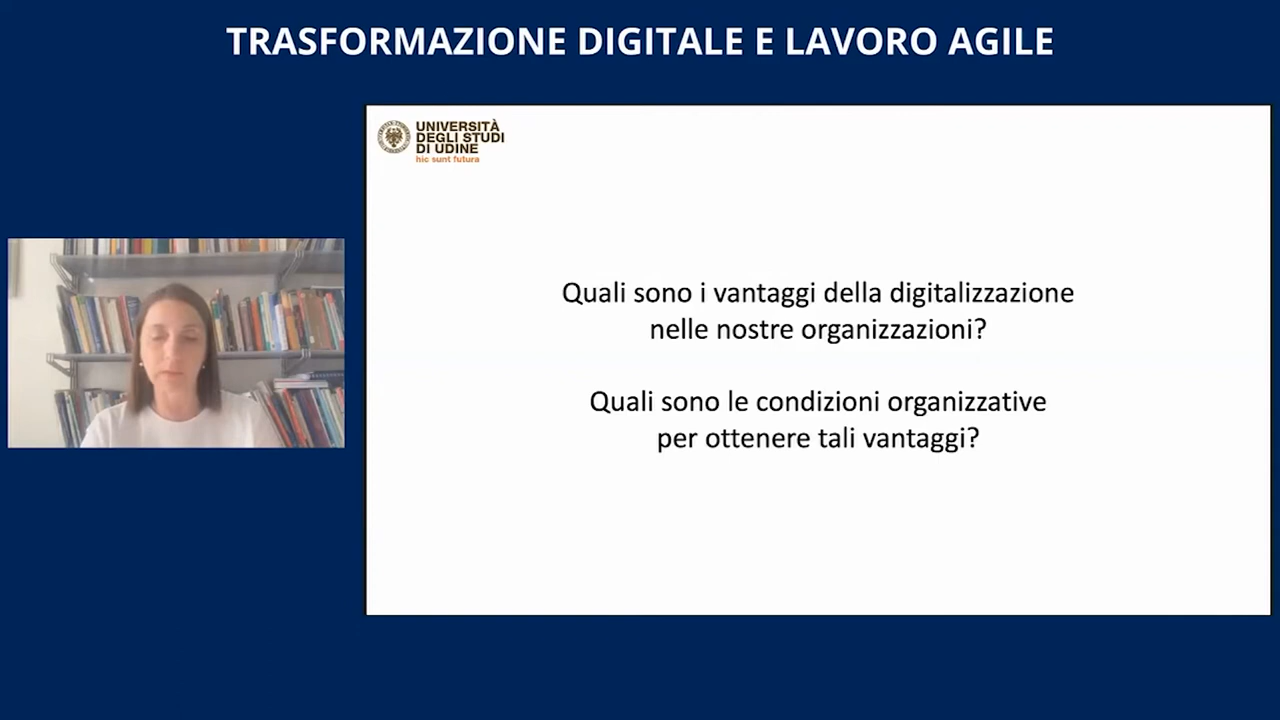 TRASFORMAZIONE DIGITALE E LAVORO AGILE
UNIVERSITÀ
DEGLI STUDI
DI UDINE
hic sunt futura
Quali sono i vantaggi della digitalizzazione
nelle nostre organizzazioni?
Quali sono le condizioni organizzative
per ottenere tali vantaggi?